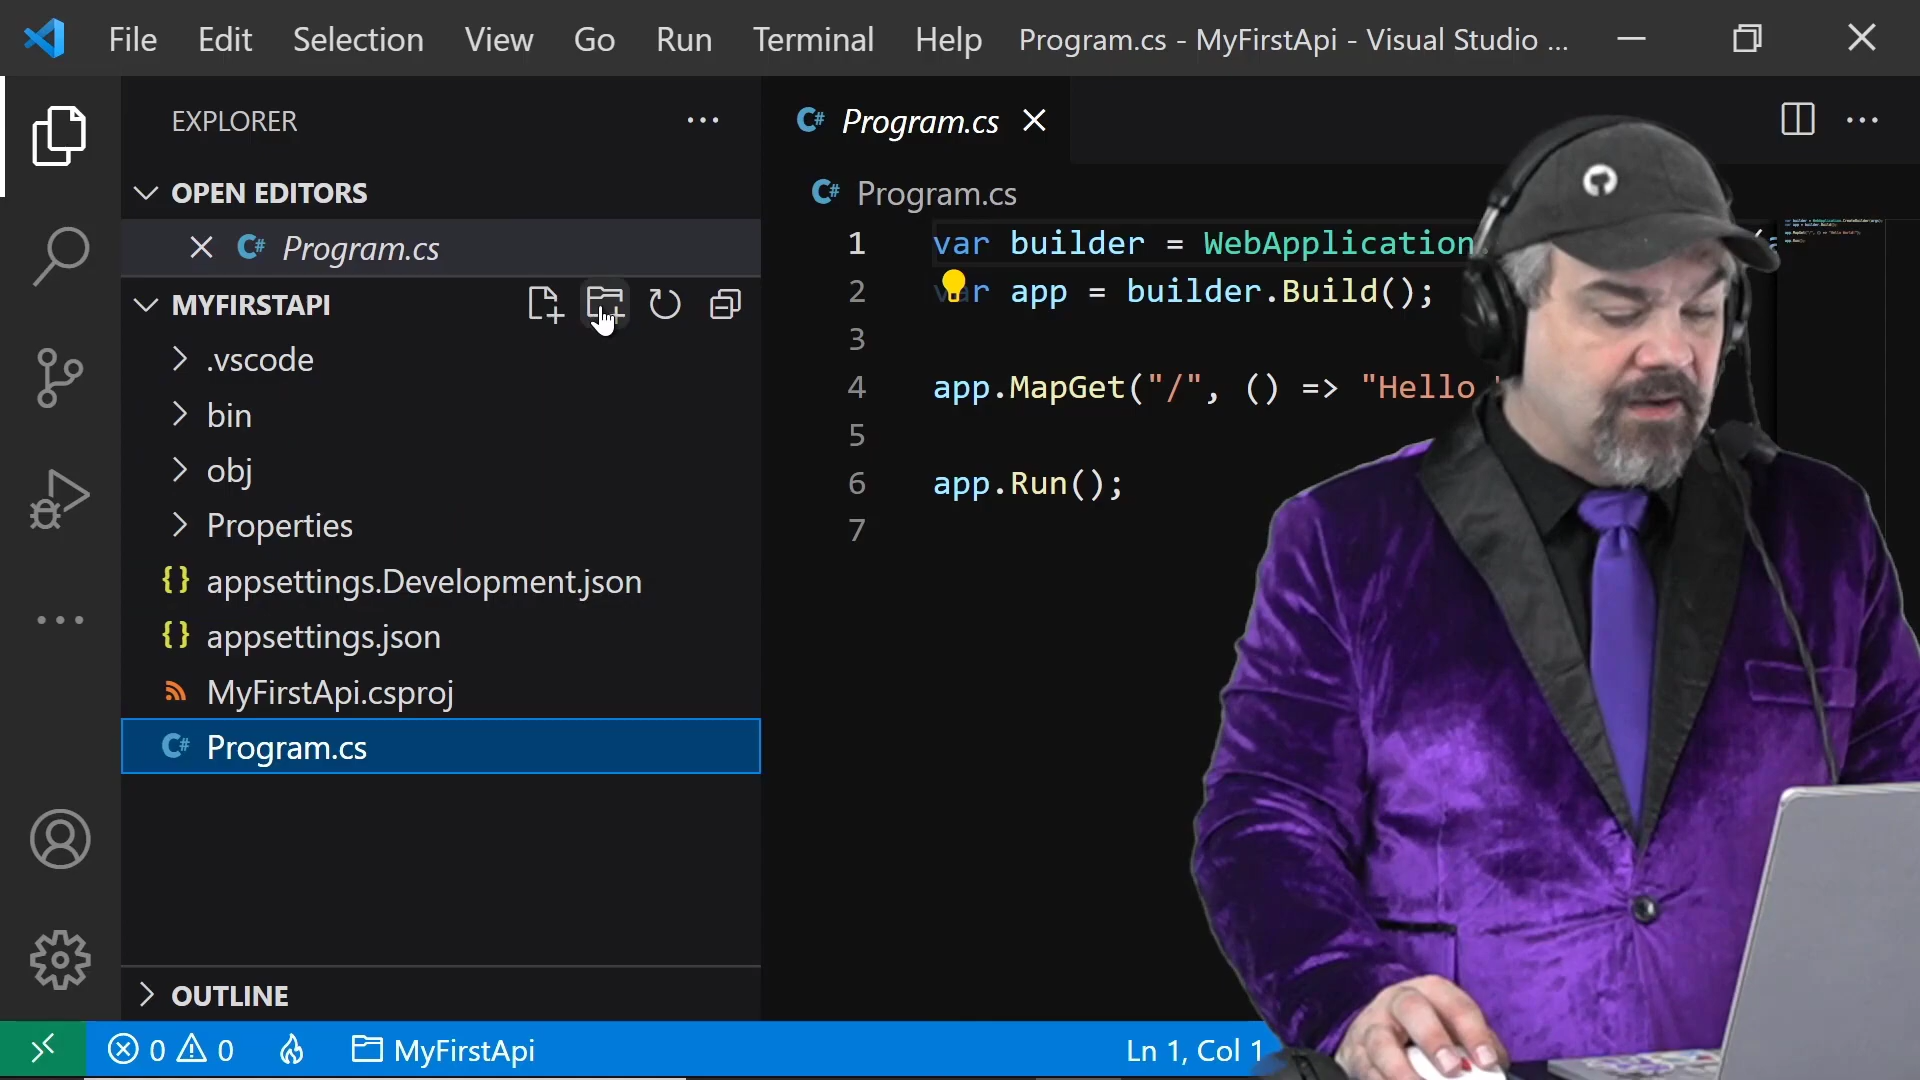 File Edit Selection View Go Run Terminal Help Program.cs - MyFirstApi - Visual Studio ...
EXPLORER
OPEN EDITORS
Program.cs
MYFIRSTAPI
.vscode
bin
obj
Properties
appsettings.Development.json
appsettings.json
MyFirstApi.csproj
Program.cs
OUTLINE
Program.cs
Program.cs
1 var builder = WebApplication
2 var app = builder.Build();
3
4 app.MapGet("/", () => "Hello
5
6 app.Run();
7
0 0 MyFirstApi Ln 1, Col 1